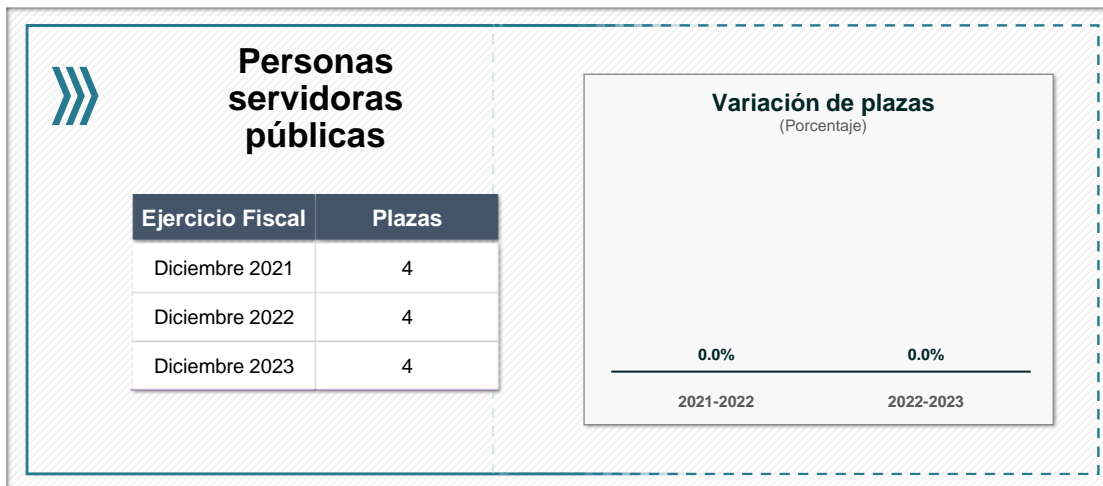 Personas
servidoras
públicas
Ejercicio Fiscal Plazas
Diciembre 2021 4
Diciembre 2022 4
Diciembre 2023 4
Variación de plazas
(Porcentaje)
0.0% 0.0%
2021-2022 2022-2023